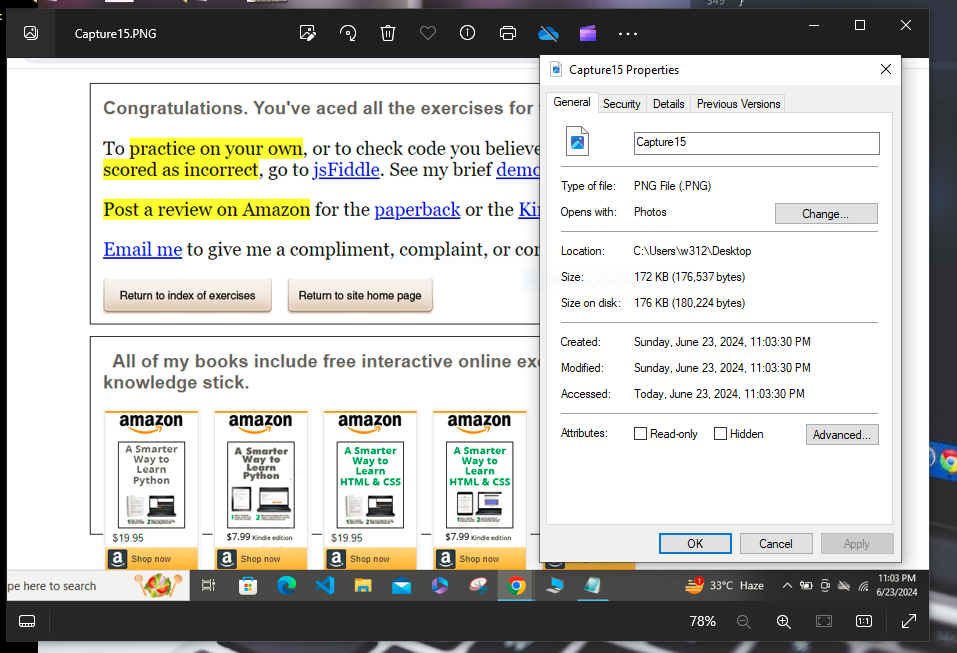 Capture15.PNG
Congratulations. You've aced all the exercises for
To practice on your own, or to check code you believe
scored as incorrect, go to jsFiddle. See my brief demo
Post a review on Amazon for the paperback or the Ki
Email me to give me a compliment, complaint, or co
Return to index of exercises
Return to site home page
All of my books include free interactive online ex
knowledge stick.
amazon
A Smarter
Way to
Learn
Python
$19.95
Shop now
amazon
A Smarter
Way to
Learn
Python
$7.99 Kindle edition
Shop now
amazon
A Smarter
Way to
Learn
HTML & CSS
$19.95
Shop now
amazon
A Smarter
Way to
Learn
HTML & CSS
$7.99 Kindle edition
Shop now
Capture15 Properties
General Security Details Previous Versions
Capture15
Type of file: PNG File (.PNG)
Opens with: Photos Change...
Location: C:\Users\w312\Desktop
Size: 172 KB (176,537 bytes)
Size on disk: 176 KB (180,224 bytes)
Created: Sunday, June 23, 2024, 11:03:30 PM
Modified: Sunday, June 23, 2024, 11:03:30 PM
Accessed: Today, June 23, 2024, 11:03:30 PM
Attributes: Read-only Hidden Advanced...
OK Cancel Apply
pe here to search
33°C Haze
11:03 PM
6/23/2024
78%
1:1